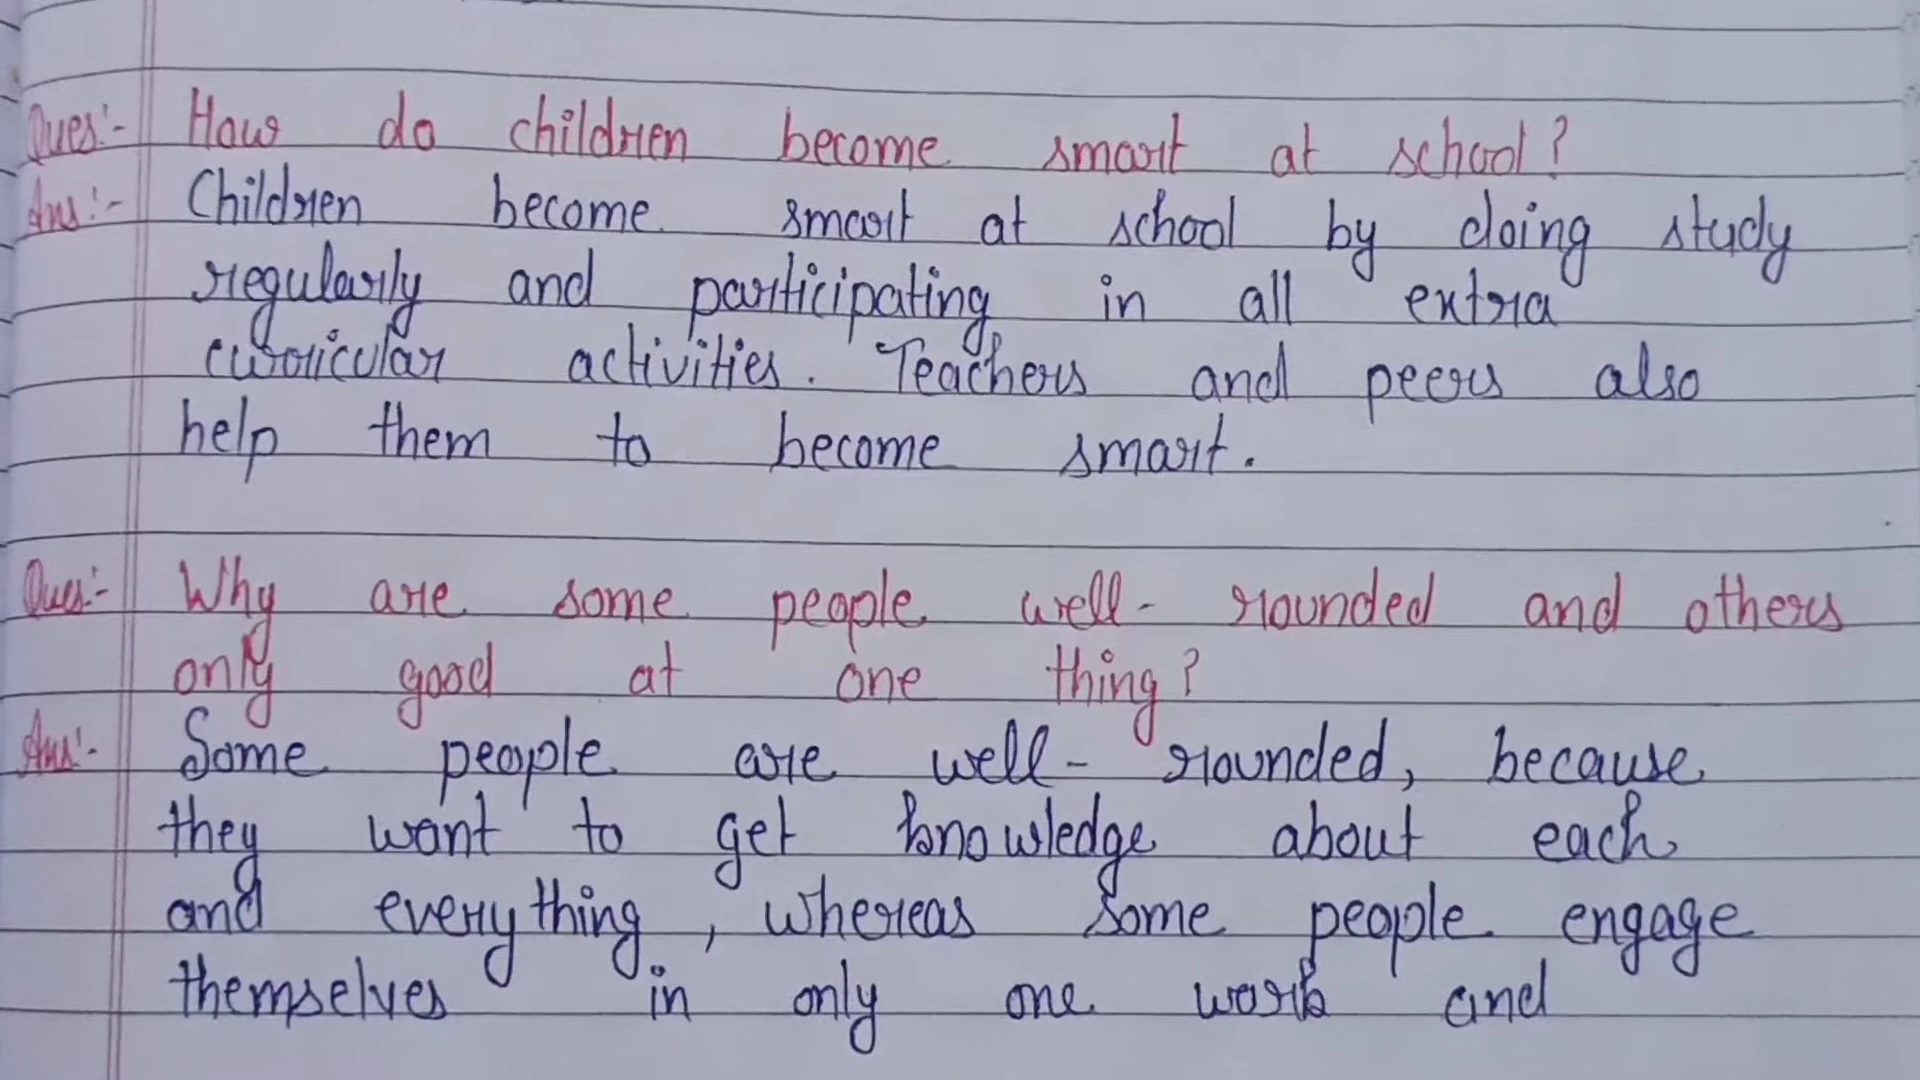 Ques:- How do children become smart at school?
Ans:- Children become smart at school by doing study
regularly and participating in all extra
curricular activities. Teachers and peers also
help them to become smart.
Ques:- Why are some people well- rounded and others
only good at one thing?
Ans:- Some people are well- rounded, because
they want to get knowledge about each
and everything, whereas some people engage
themselves in only one work and